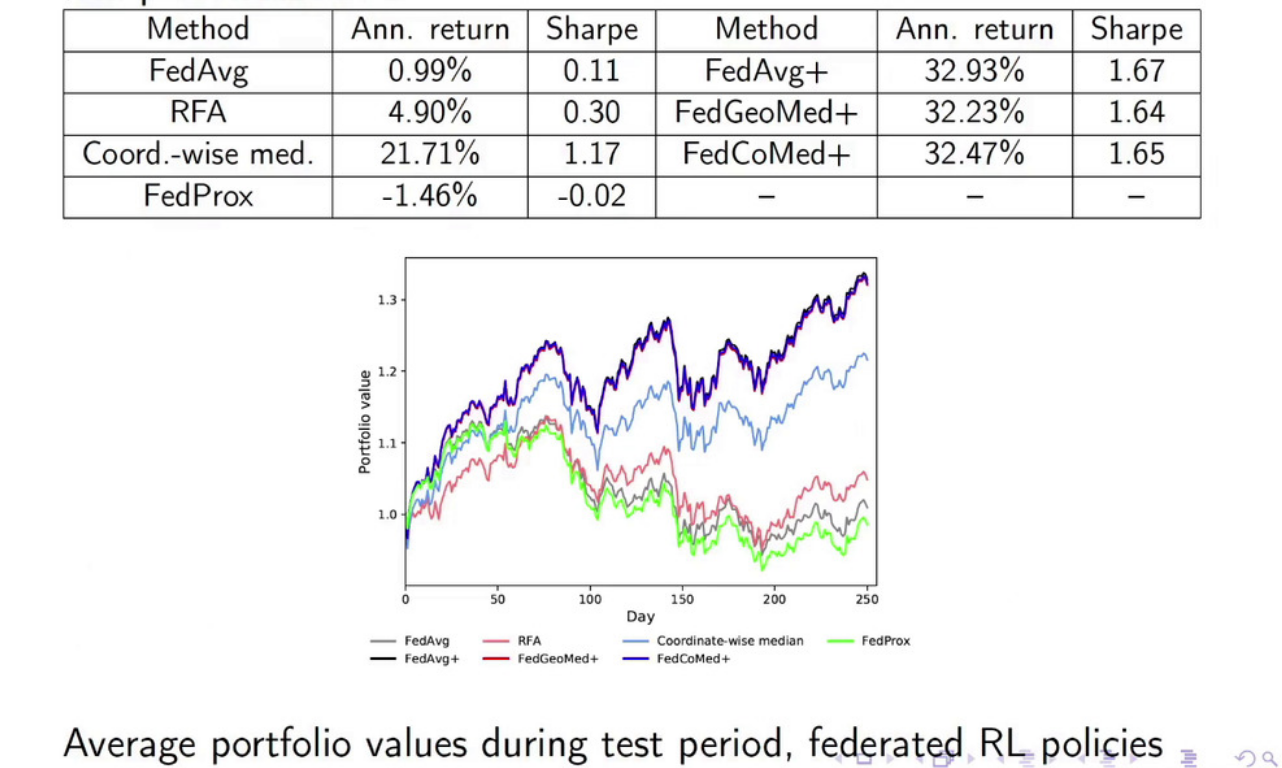 Method Ann. return Sharpe Method Ann. return Sharpe
FedAvg 0.99% 0.11 FedAvg+ 32.93% 1.67
RFA 4.90% 0.30 FedGeoMed+ 32.23% 1.64
Coord.-wise med. 21.71% 1.17 FedCoMed+ 32.47% 1.65
FedProx -1.46% -0.02 – – –
1.3
1.2
1.1
1.0
Portfolio value
0 50 100 150 200 250
Day
FedAvg RFA Coordinate-wise median FedProx
FedAvg+ FedGeoMed+ FedCoMed+
Average portfolio values during test period, federated RL policies